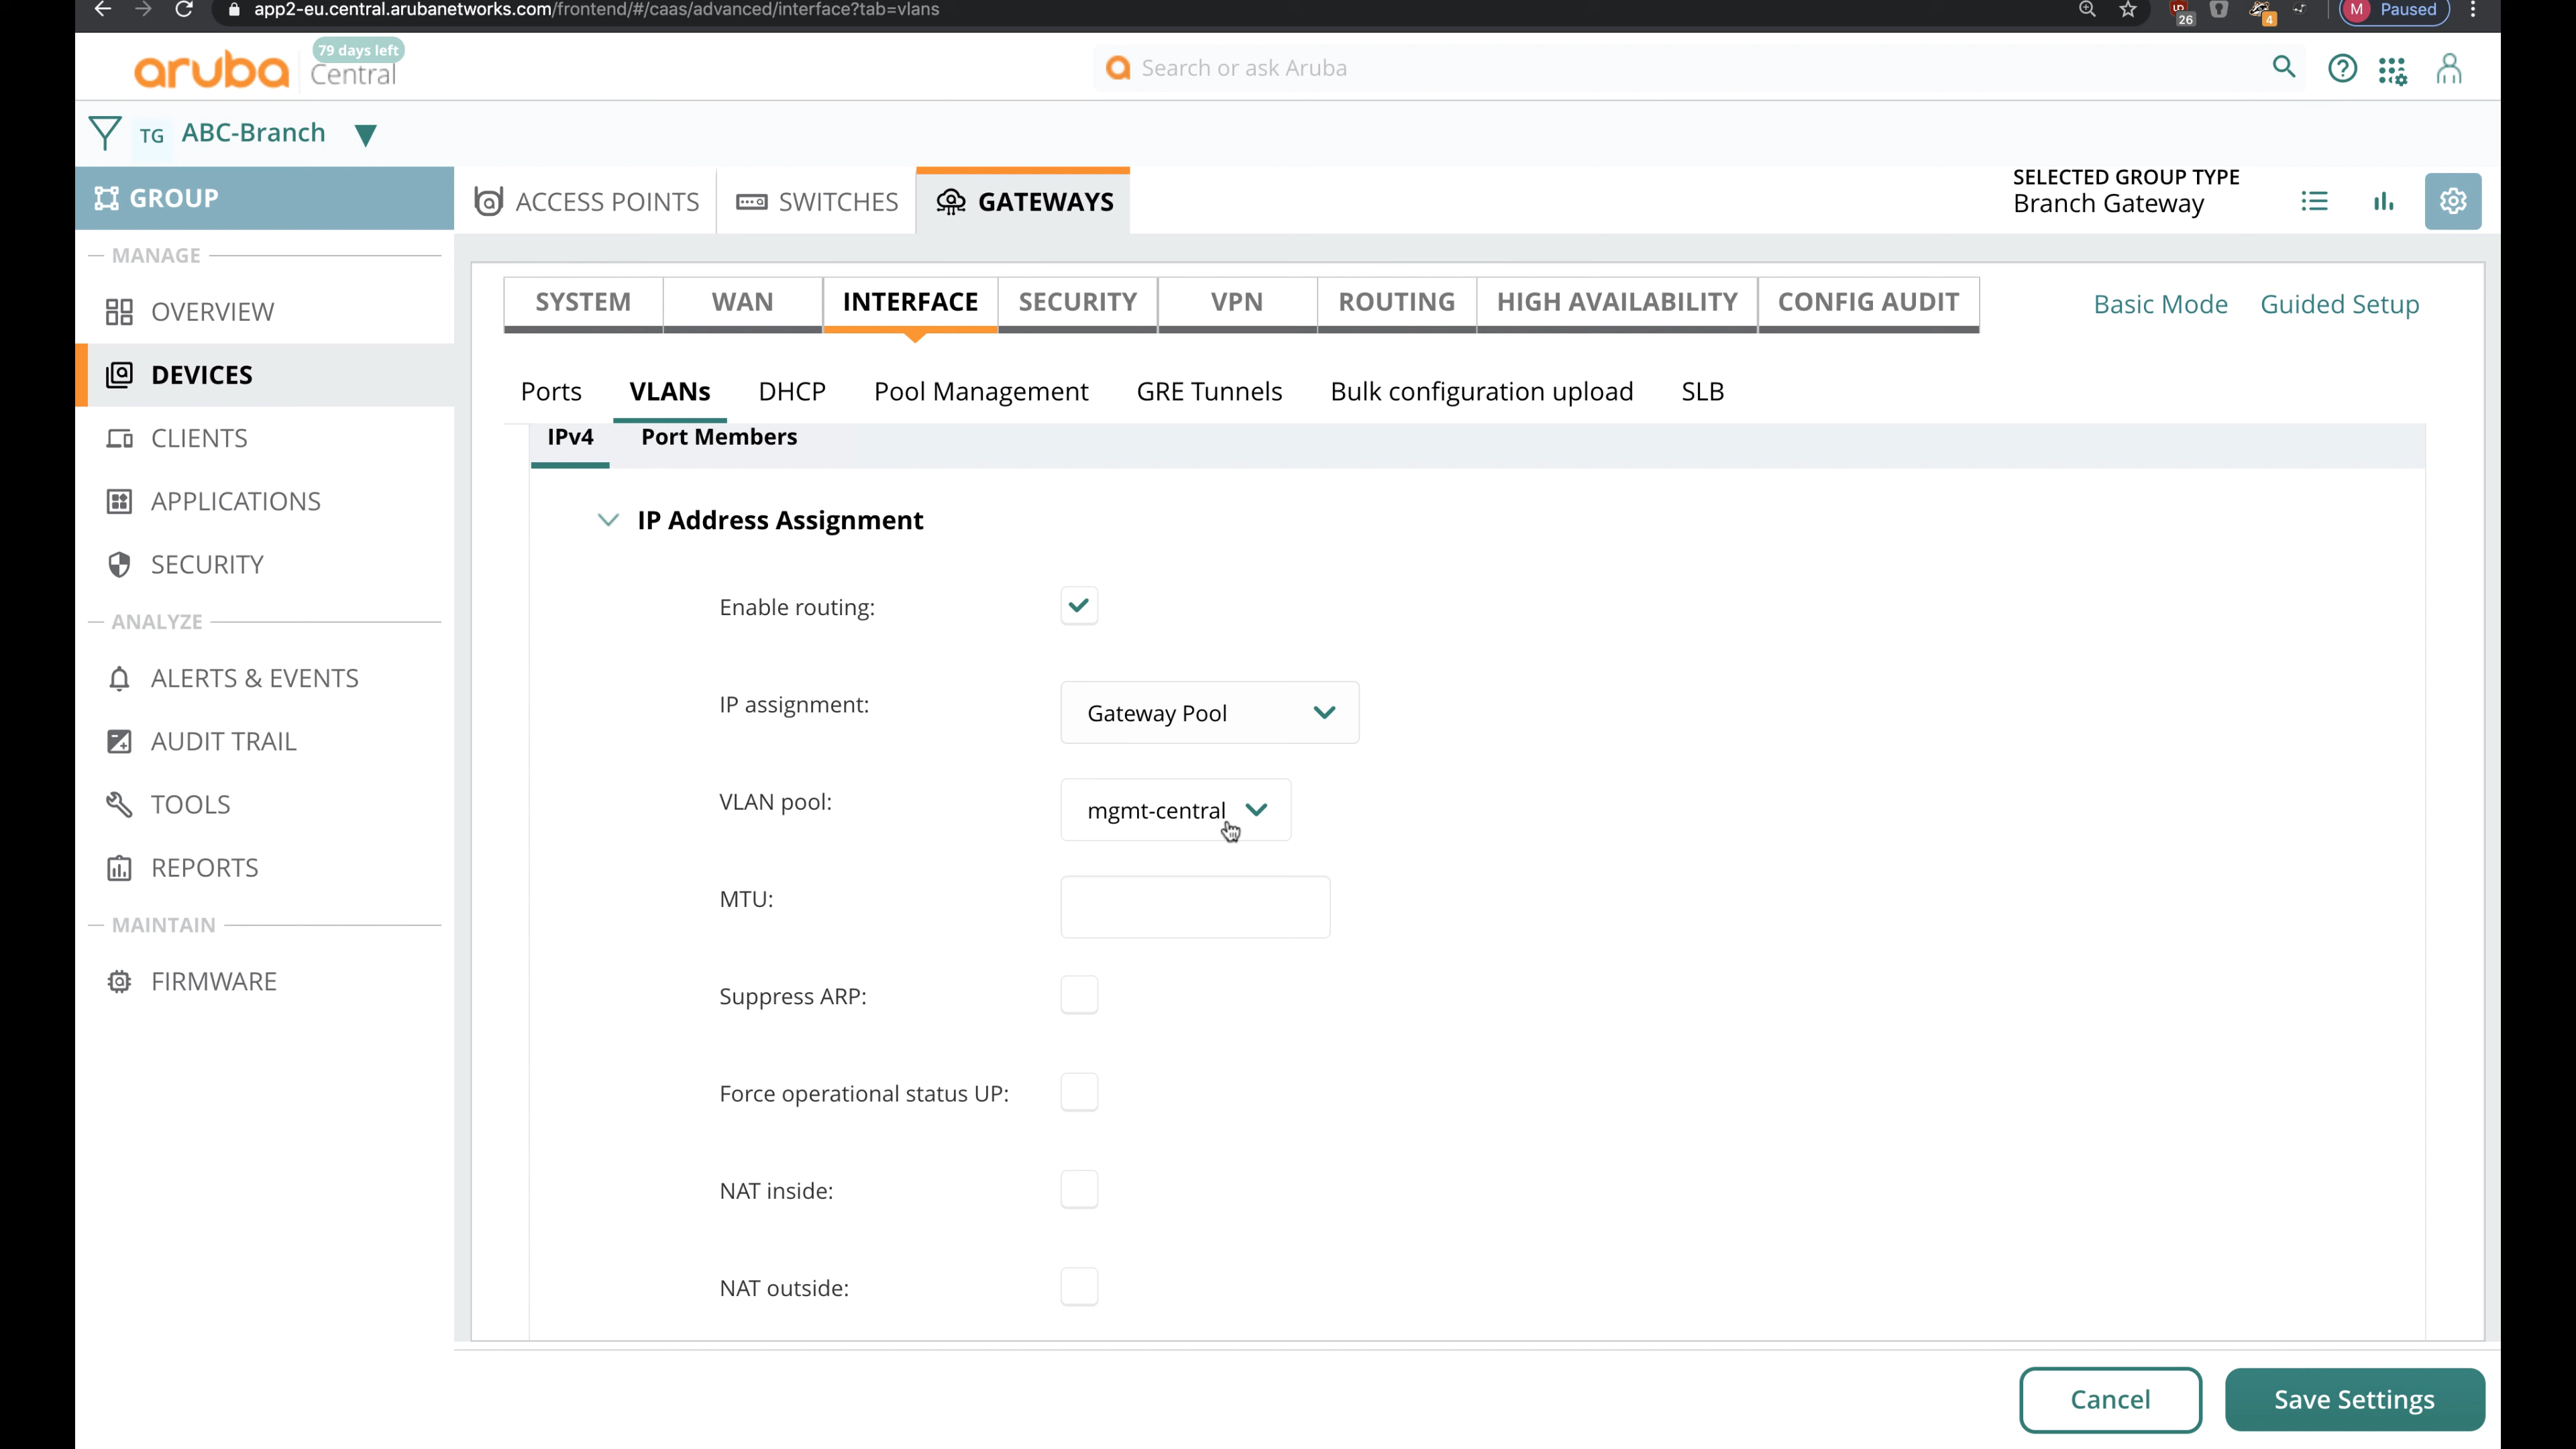 app2-eu.central.arubanetworks.com/frontend/#/caas/advanced/interface?tab=vlans
26
4
M Paused
aruba Central
79 days left
Search or ask Aruba
TG ABC-Branch
GROUP
MANAGE
OVERVIEW
DEVICES
CLIENTS
APPLICATIONS
SECURITY
ANALYZE
ALERTS & EVENTS
AUDIT TRAIL
TOOLS
REPORTS
MAINTAIN
FIRMWARE
ACCESS POINTS SWITCHES GATEWAYS
SELECTED GROUP TYPE
Branch Gateway
SYSTEM WAN INTERFACE SECURITY VPN ROUTING HIGH AVAILABILITY CONFIG AUDIT
Basic Mode Guided Setup
Ports VLANs DHCP Pool Management GRE Tunnels Bulk configuration upload SLB
IPv4 Port Members
IP Address Assignment
Enable routing:
IP assignment: Gateway Pool
VLAN pool: mgmt-central
MTU:
Suppress ARP:
Force operational status UP:
NAT inside:
NAT outside:
Cancel Save Settings